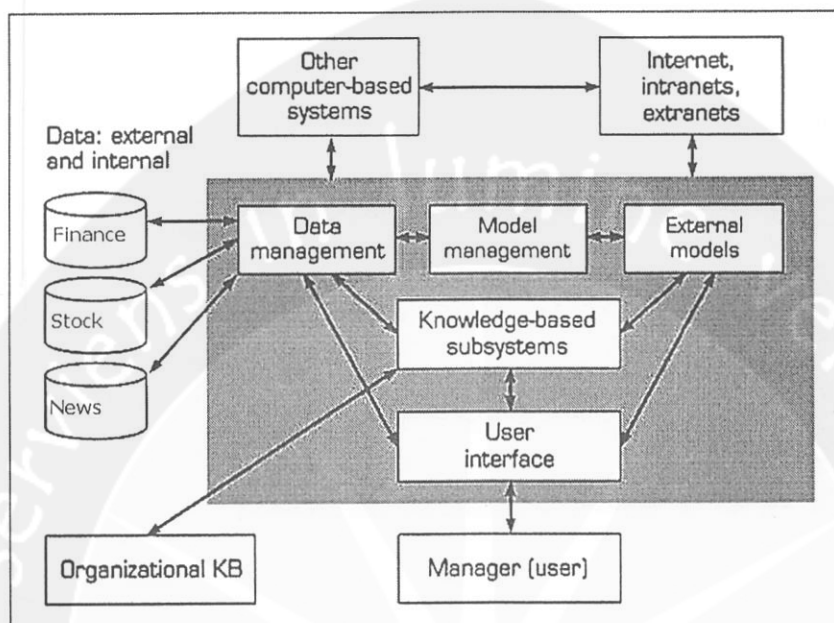 Other
computer-based
systems
Internet,
intranets,
extranets
Data: external
and internal
Finance
Stock
News
Data
management
Model
management
External
models
Knowledge-based
subsystems
User
interface
Organizational KB
Manager (user)
lumine